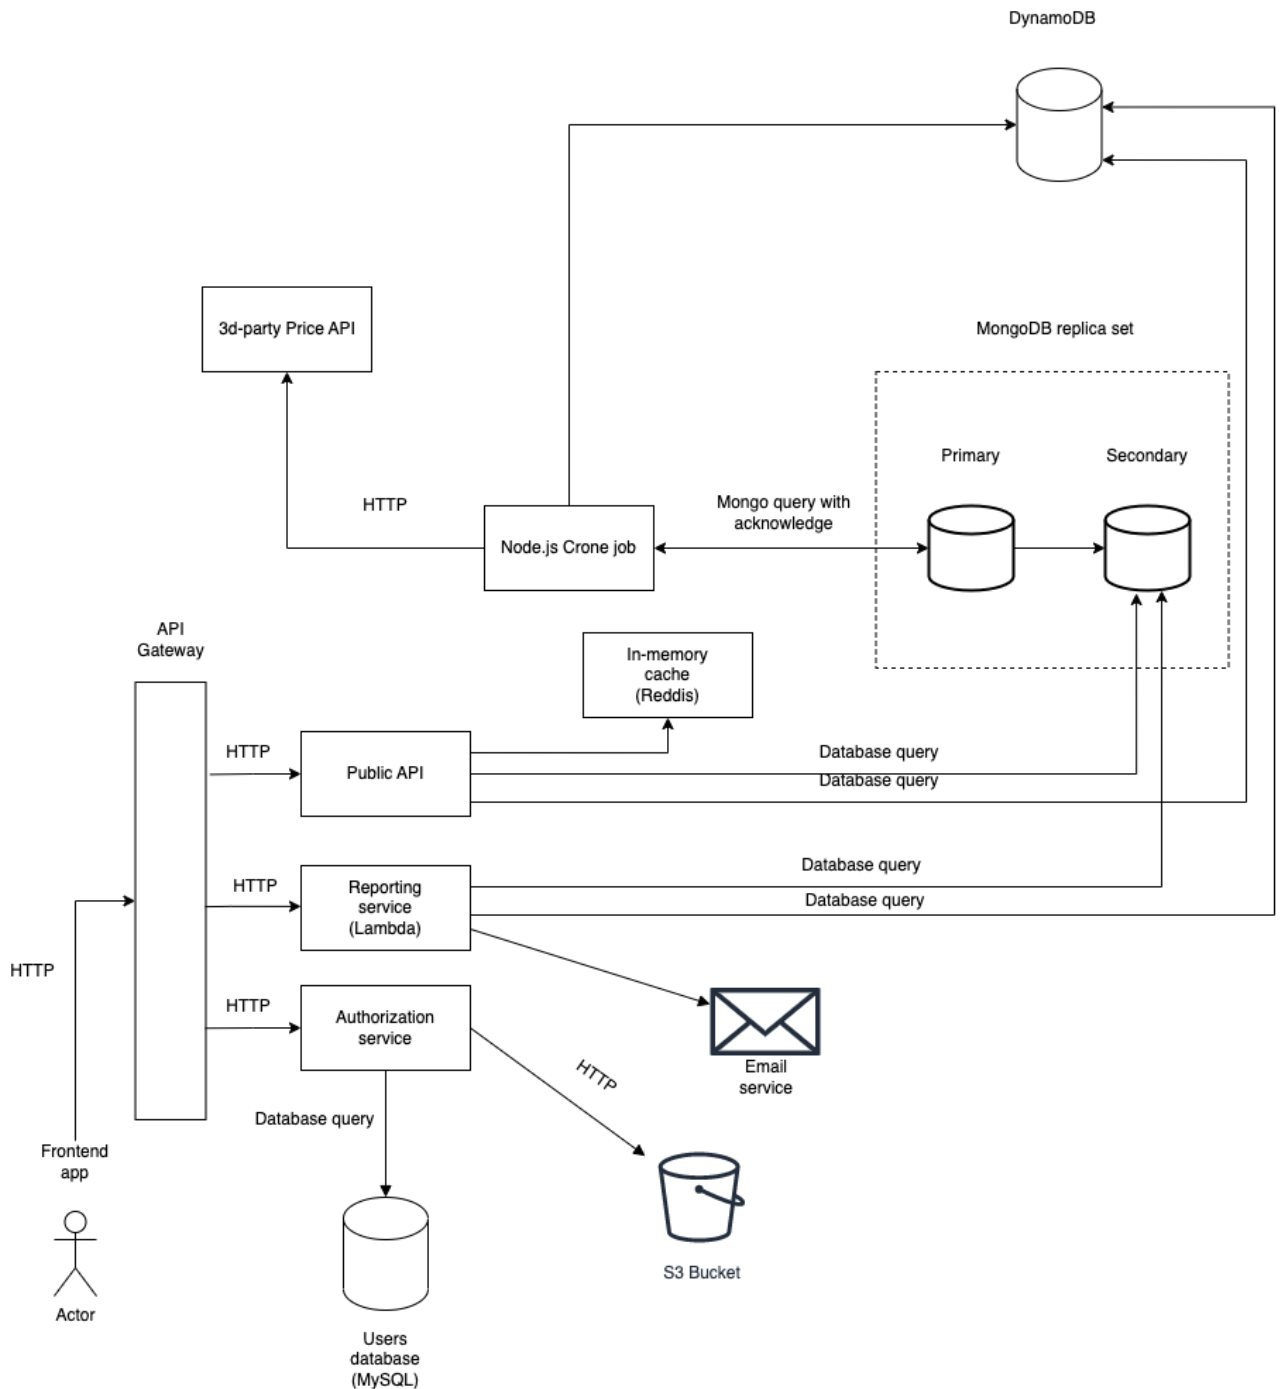 DynamoDB
3d-party Price API
MongoDB replica set
Primary
Secondary
HTTP
Mongo query with
acknowledge
Node.js Crone job
API
Gateway
In-memory
cache
(Reddis)
HTTP
Public API
Database query
Database query
HTTP
Reporting
service
(Lambda)
Database query
Database query
HTTP
HTTP
Authorization
service
HTTP
Email
service
Database query
Frontend
app
S3 Bucket
Actor
Users
database
(MySQL)